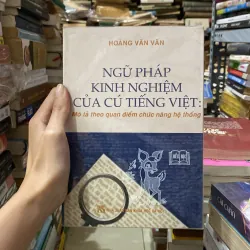 HOÀNG VĂN VÂN
NGỮ PHÁP
KINH NGHIỆM
CỦA CÚ TIẾNG VIỆT:
Mô tả theo quan điểm chức năng hệ thống